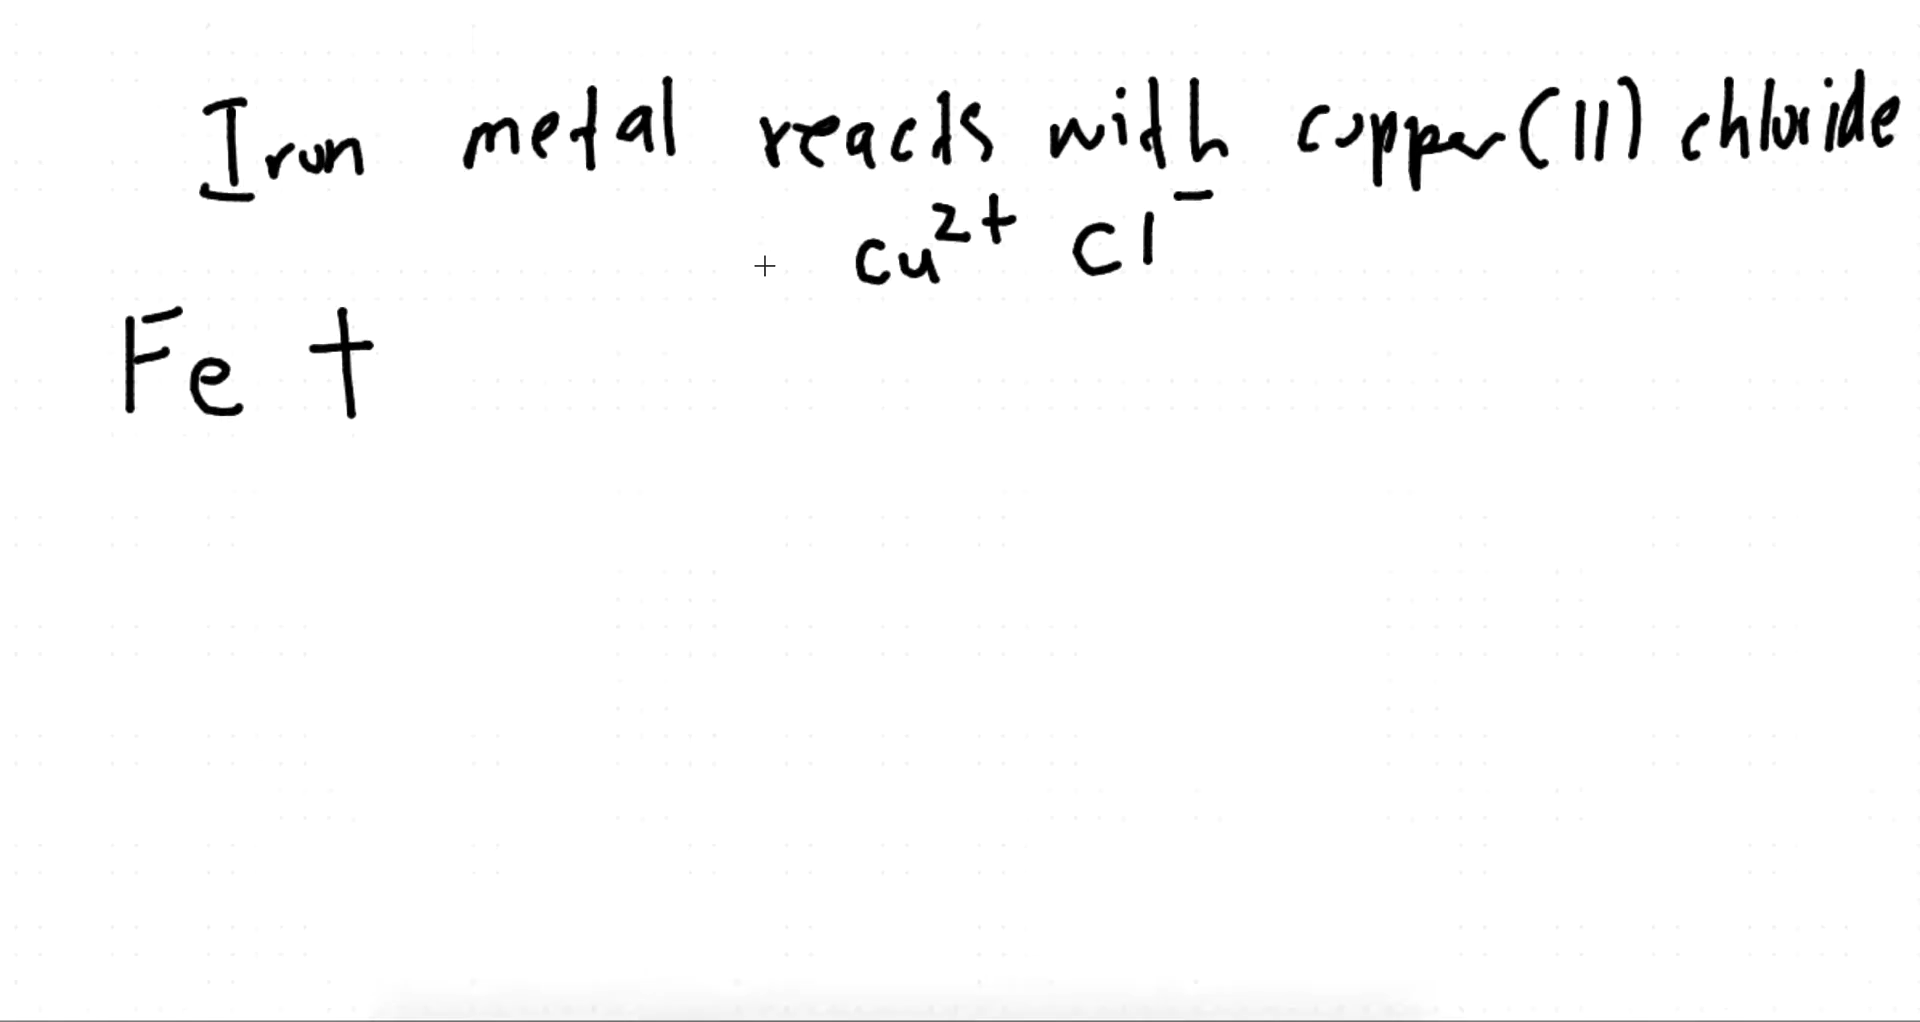 Iron metal reacts with copper(II) chloride
Cu²⁺ Cl⁻
Fe +